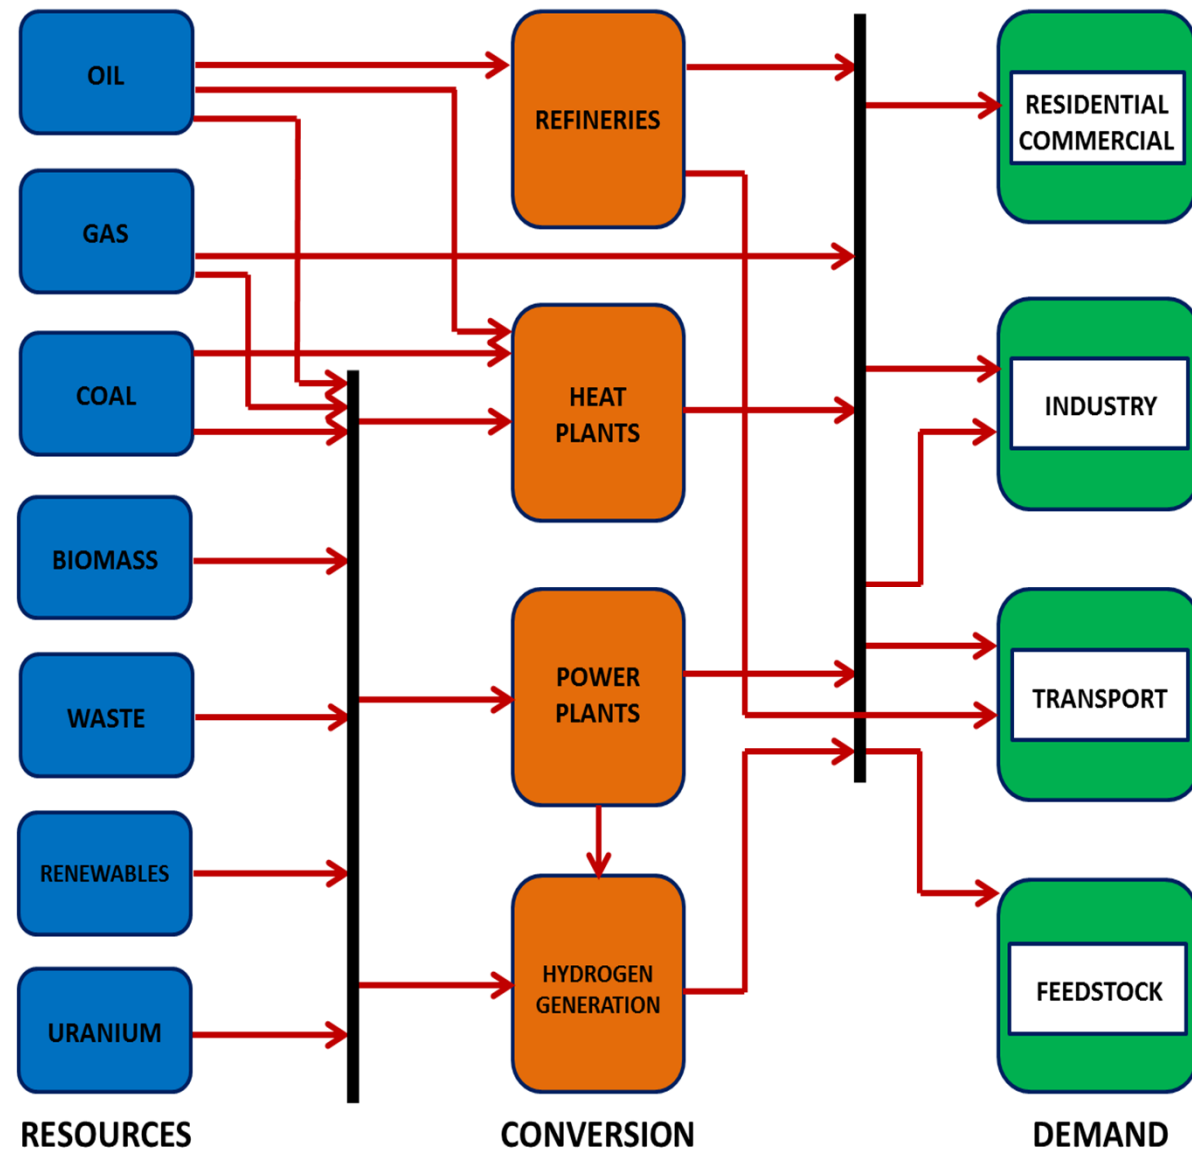 OIL
GAS
COAL
BIOMASS
WASTE
RENEWABLES
URANIUM
RESOURCES
REFINERIES
HEAT
PLANTS
POWER
PLANTS
HYDROGEN
GENERATION
CONVERSION
RESIDENTIAL
COMMERCIAL
INDUSTRY
TRANSPORT
FEEDSTOCK
DEMAND